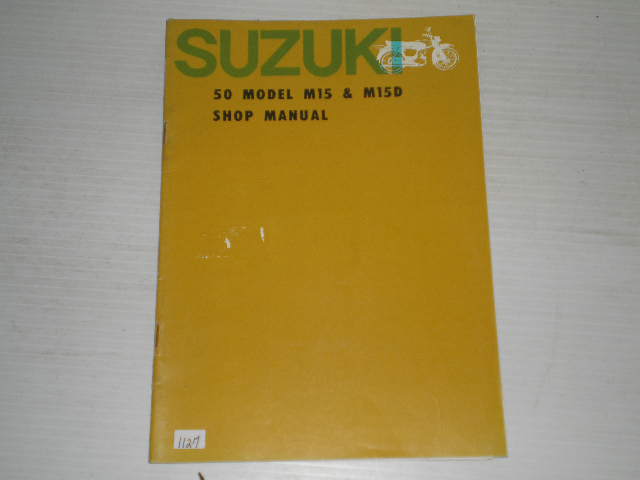 SUZUKI
50 MODEL M15 & M15D
SHOP MANUAL
1127